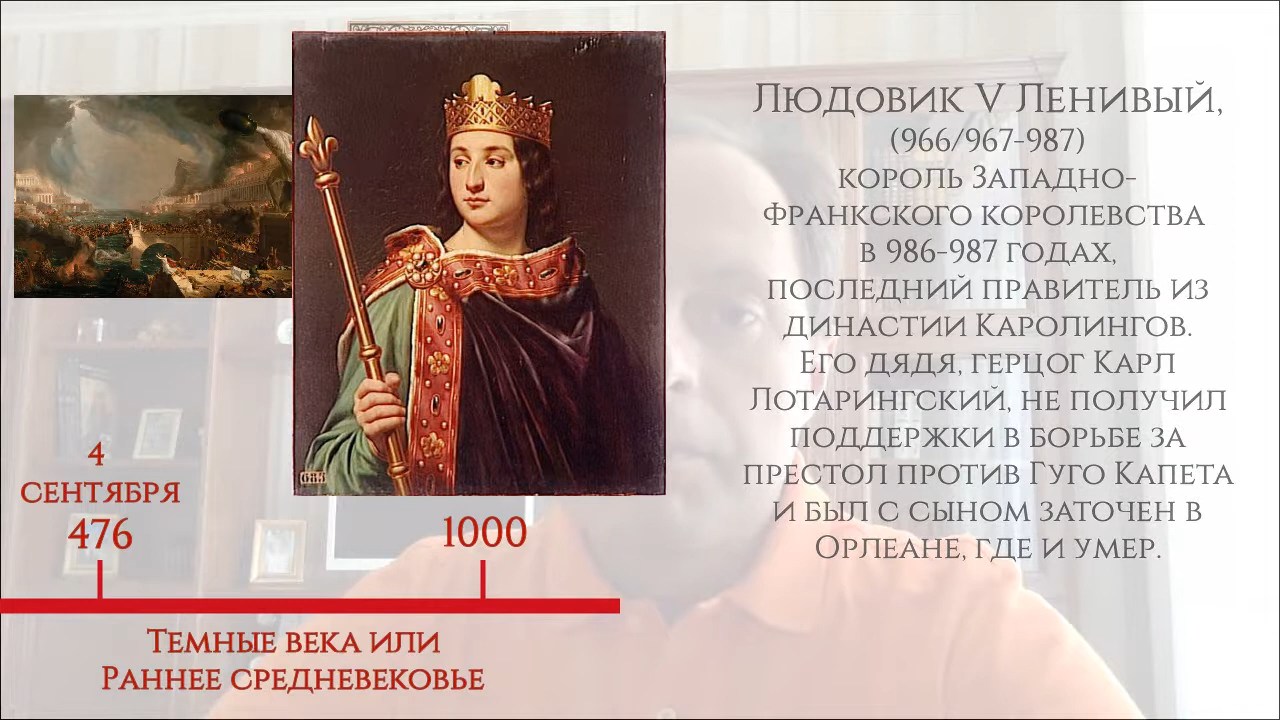 Людовик V Ленивый,
(966/967-987)
король Западно-
франкского королевства
в 986-987 годах,
последний правитель из
династии Каролингов.
Его дядя, герцог Карл
Лотарингский, не получил
поддержки в борьбе за
престол против Гуго Капета
и был с сыном заточен в
Орлеане, где и умер.
4
сентября
476
1000
Темные века или
Раннее средневековье